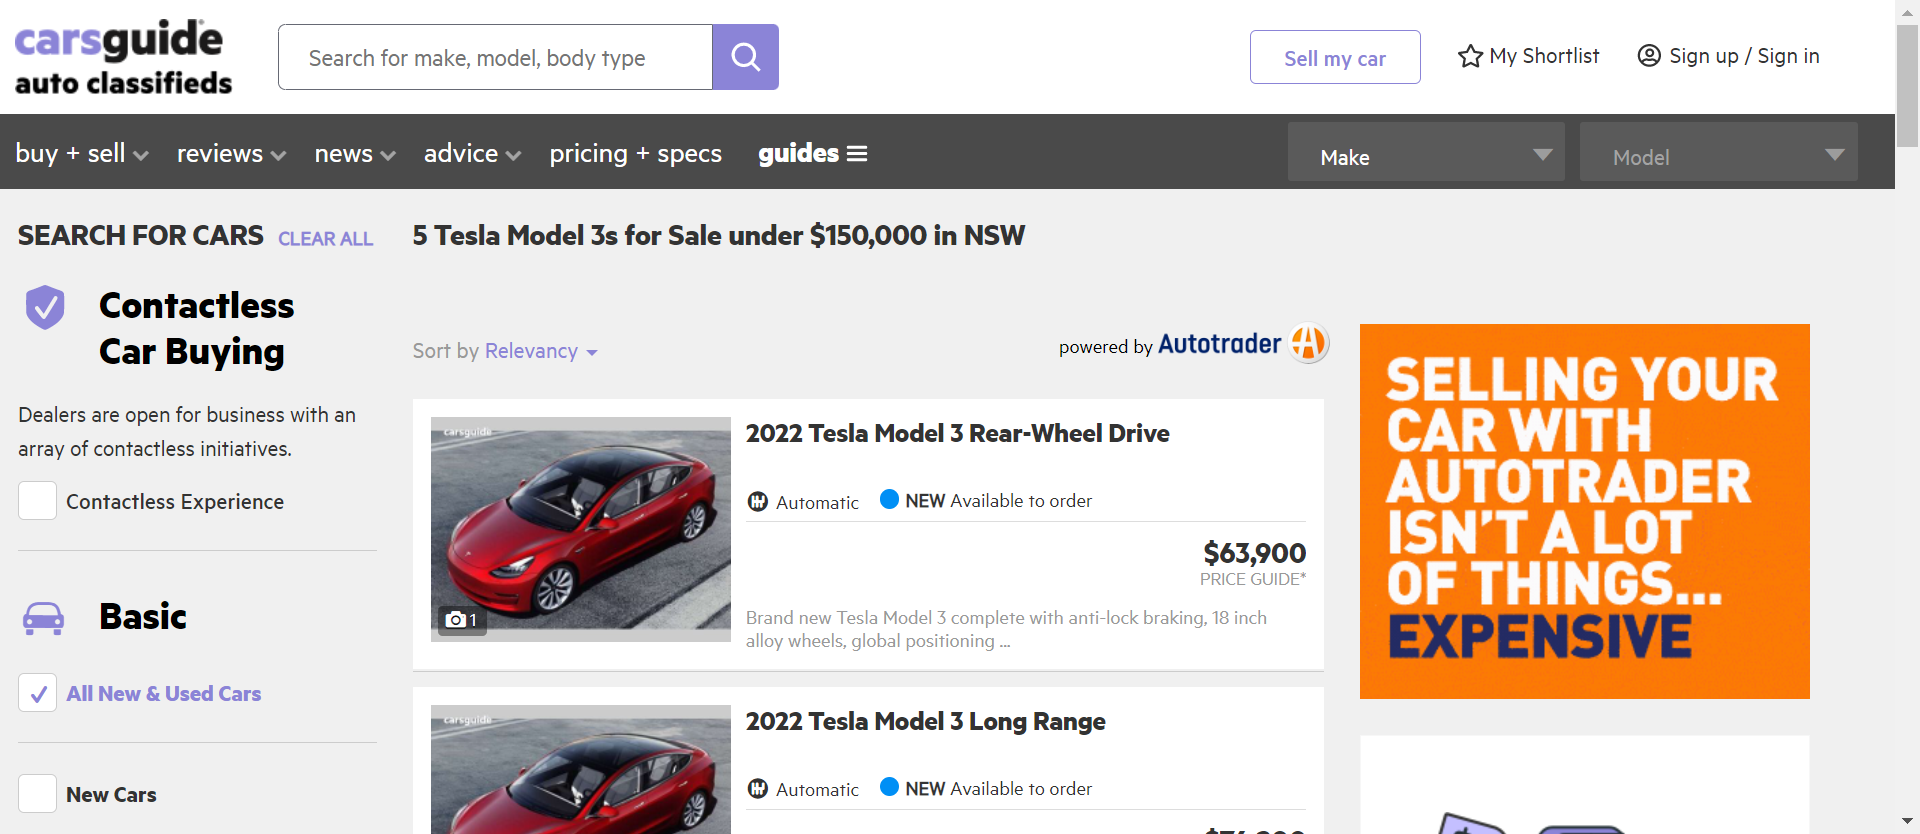 carsguide
auto classifieds
Search for make, model, body type
Sell my car
My Shortlist
Sign up / Sign in
buy + sell
reviews
news
advice
pricing + specs
guides
Make
Model
SEARCH FOR CARS CLEAR ALL
5 Tesla Model 3s for Sale under $150,000 in NSW
Contactless
Car Buying
Dealers are open for business with an
array of contactless initiatives.
Contactless Experience
Basic
All New & Used Cars
New Cars
Sort by Relevancy
powered by Autotrader
carsguide
1
2022 Tesla Model 3 Rear-Wheel Drive
Automatic
NEW Available to order
$63,900
PRICE GUIDE*
Brand new Tesla Model 3 complete with anti-lock braking, 18 inch
alloy wheels, global positioning ...
carsguide
2022 Tesla Model 3 Long Range
Automatic
NEW Available to order
SELLING YOUR
CAR WITH
AUTOTRADER
ISN'T A LOT
OF THINGS...
EXPENSIVE